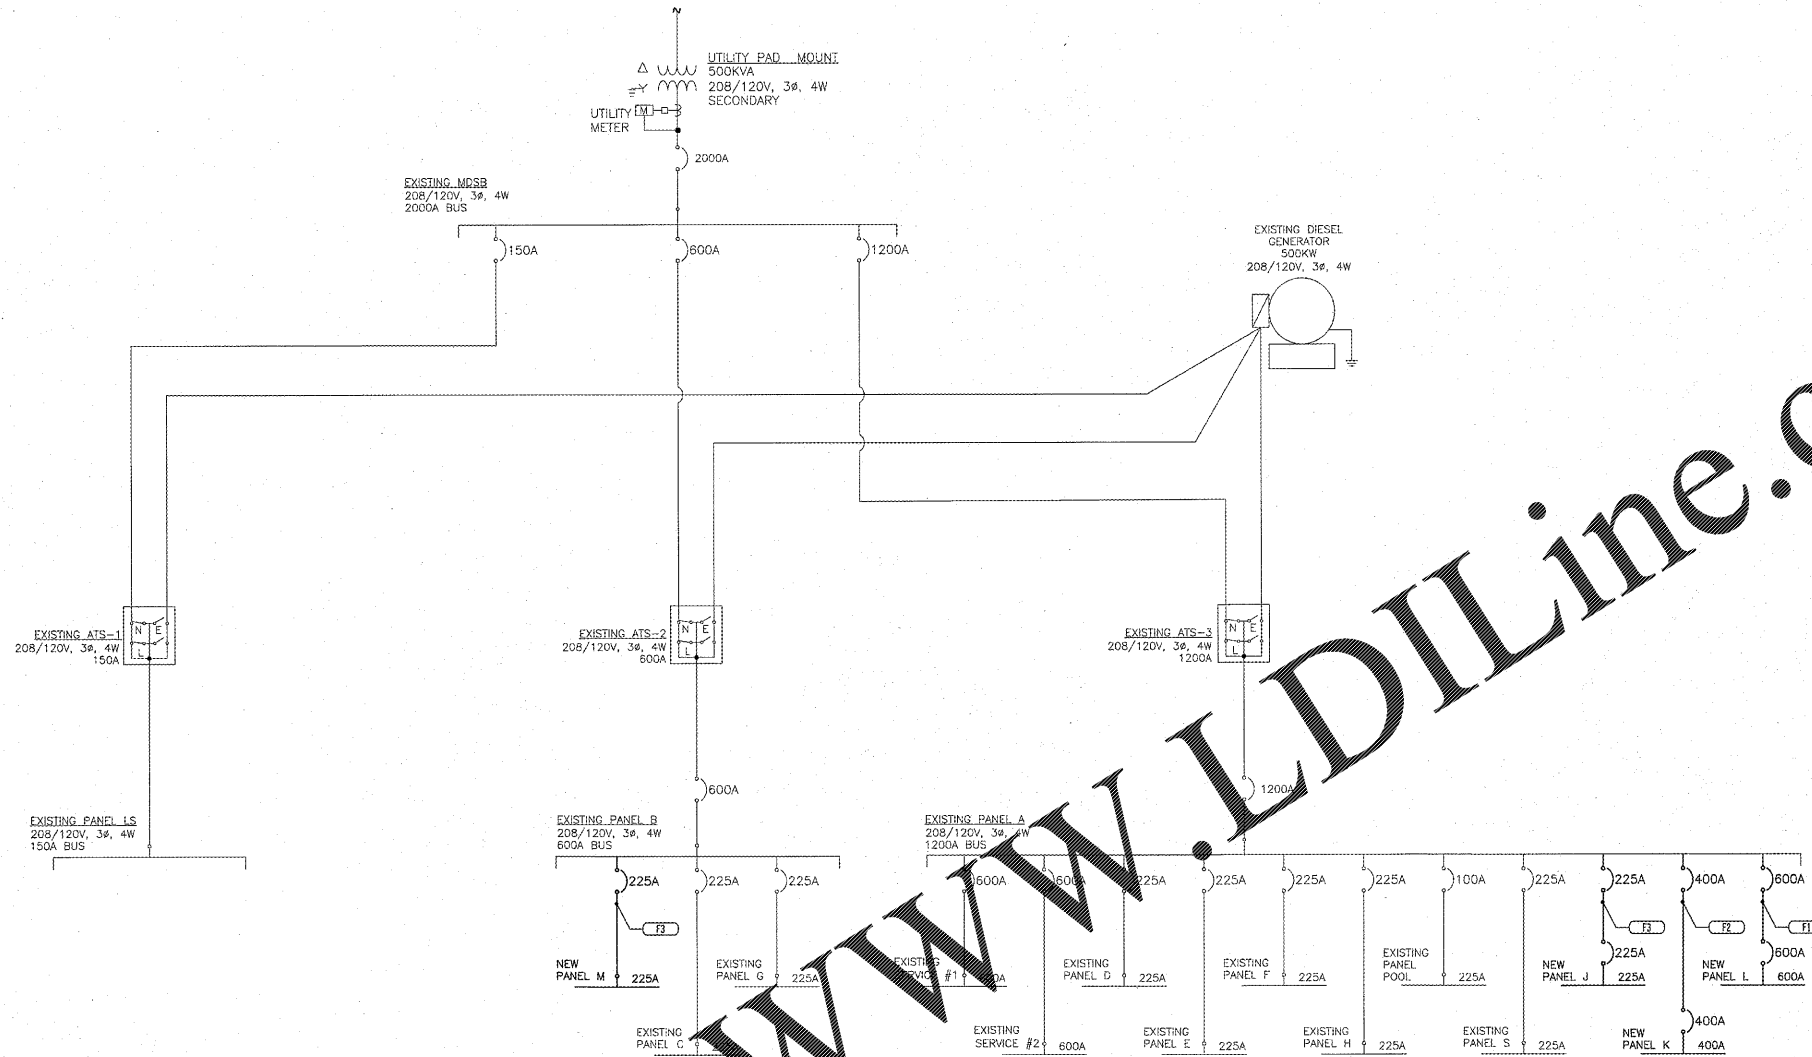 UTILITY PAD MOUNT
500KVA
208/120V, 3ø, 4W
SECONDARY
UTILITY
METER
M
2000A
EXISTING MDSB
208/120V, 3ø, 4W
2000A BUS
150A
600A
1200A
EXISTING DIESEL
GENERATOR
500KW
208/120V, 3ø, 4W
EXISTING ATS-1
208/120V, 3ø, 4W
150A
N E
L
EXISTING ATS-2
208/120V, 3ø, 4W
600A
N E
L
EXISTING ATS-3
208/120V, 3ø, 4W
1200A
N E
L
600A
1200A
EXISTING PANEL LS
208/120V, 3ø, 4W
150A BUS
EXISTING PANEL B
208/120V, 3ø, 4W
600A BUS
EXISTING PANEL A
208/120V, 3ø, 4W
1200A BUS
225A
225A
225A
600A
600A
225A
225A
225A
225A
100A
225A
225A
400A
600A
F3
F3
F2
F1
225A
600A
NEW
PANEL M
225A
EXISTING
PANEL G
225A
EXISTING
SERVICE #1
EXISTING
PANEL D
225A
EXISTING
PANEL F
225A
EXISTING
PANEL
POOL
225A
NEW
PANEL J
225A
NEW
PANEL L
600A
400A
EXISTING
PANEL C
EXISTING
SERVICE #2
600A
EXISTING
PANEL E
225A
EXISTING
PANEL H
225A
EXISTING
PANEL S
225A
NEW
PANEL K
400A
www.LDILine.c